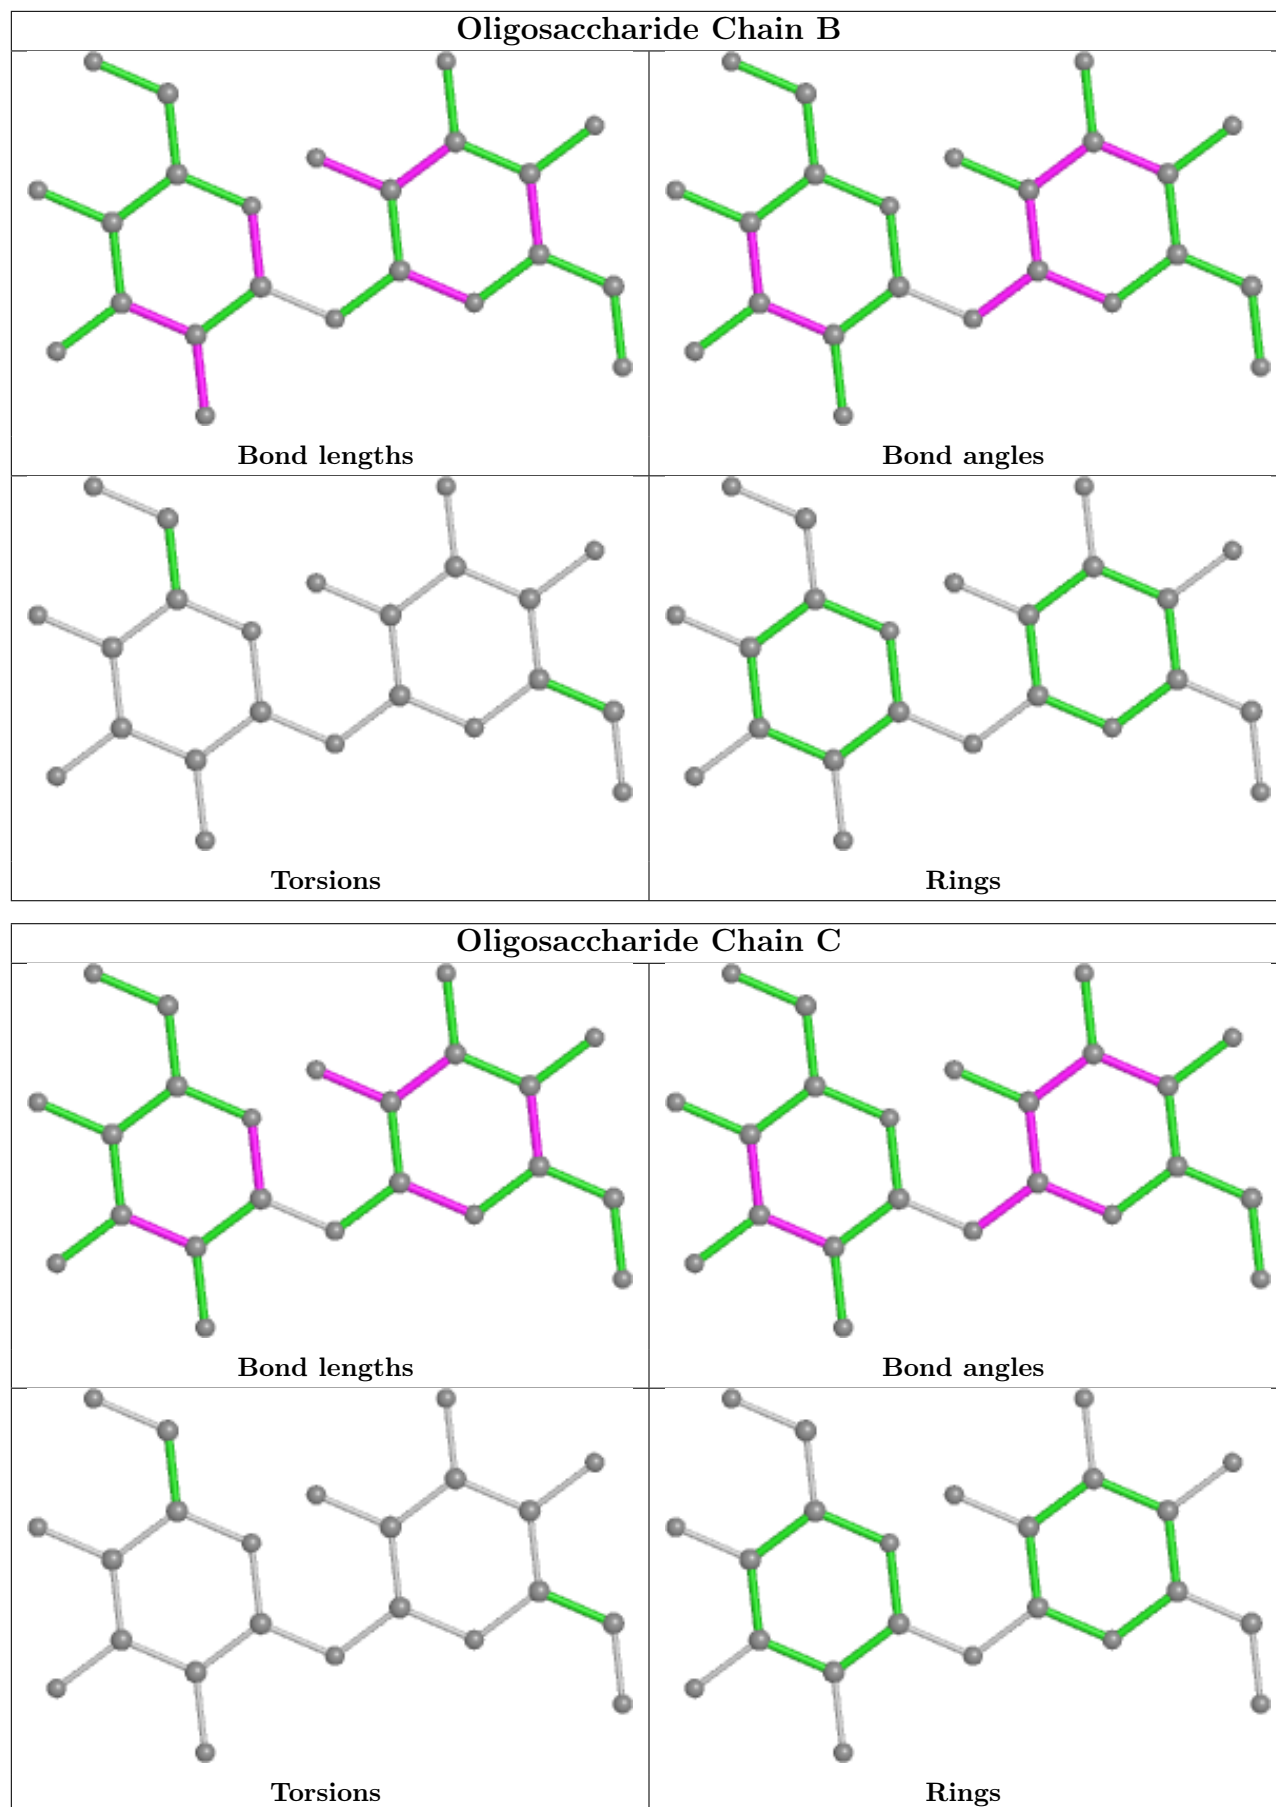 Oligosaccharide Chain B
Bond lengths
Bond angles
Torsions
Rings
Oligosaccharide Chain C
Bond lengths
Bond angles
Torsions
Rings